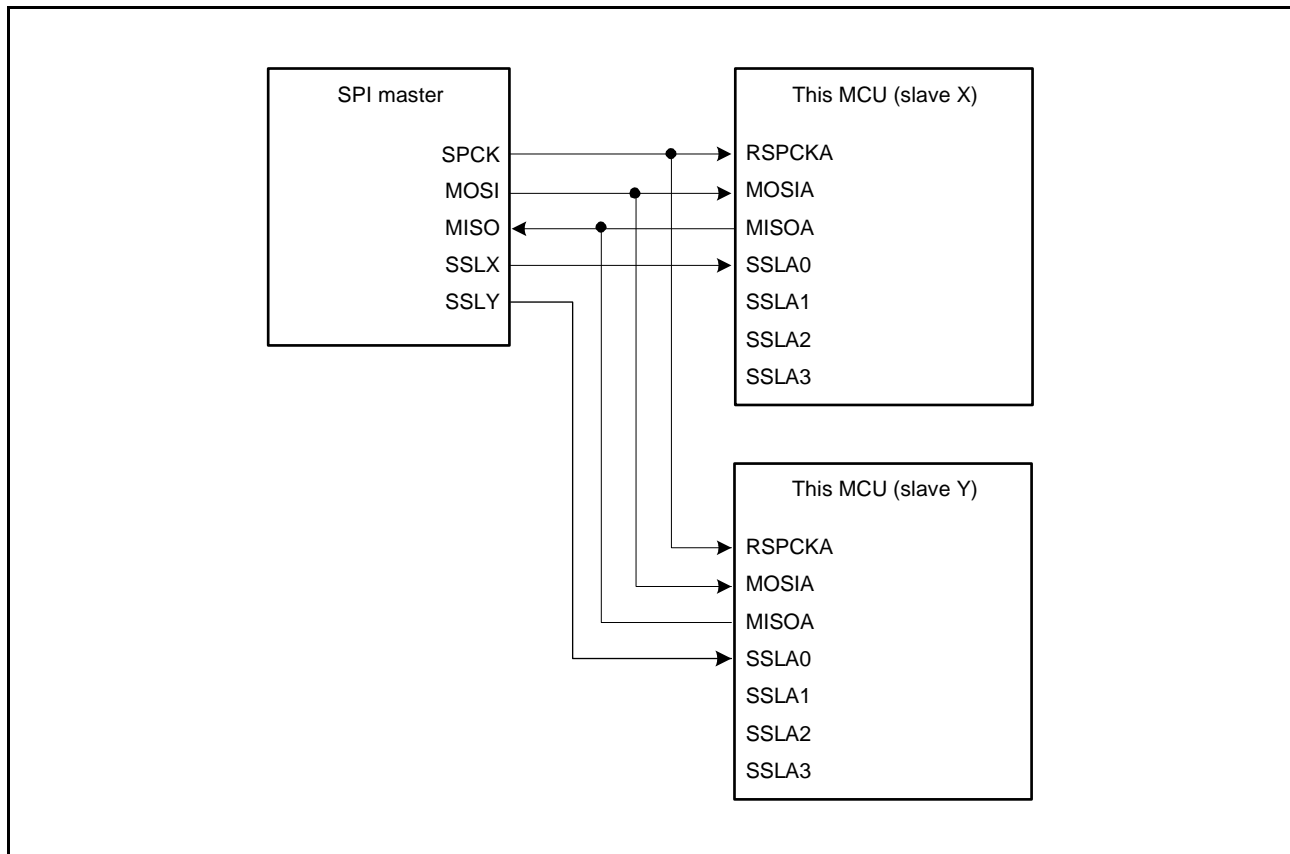 SPI master
SPCK
MOSI
MISO
SSLX
SSLY
This MCU (slave X)
RSPCKA
MOSIA
MISOA
SSLA0
SSLA1
SSLA2
SSLA3
This MCU (slave Y)
RSPCKA
MOSIA
MISOA
SSLA0
SSLA1
SSLA2
SSLA3